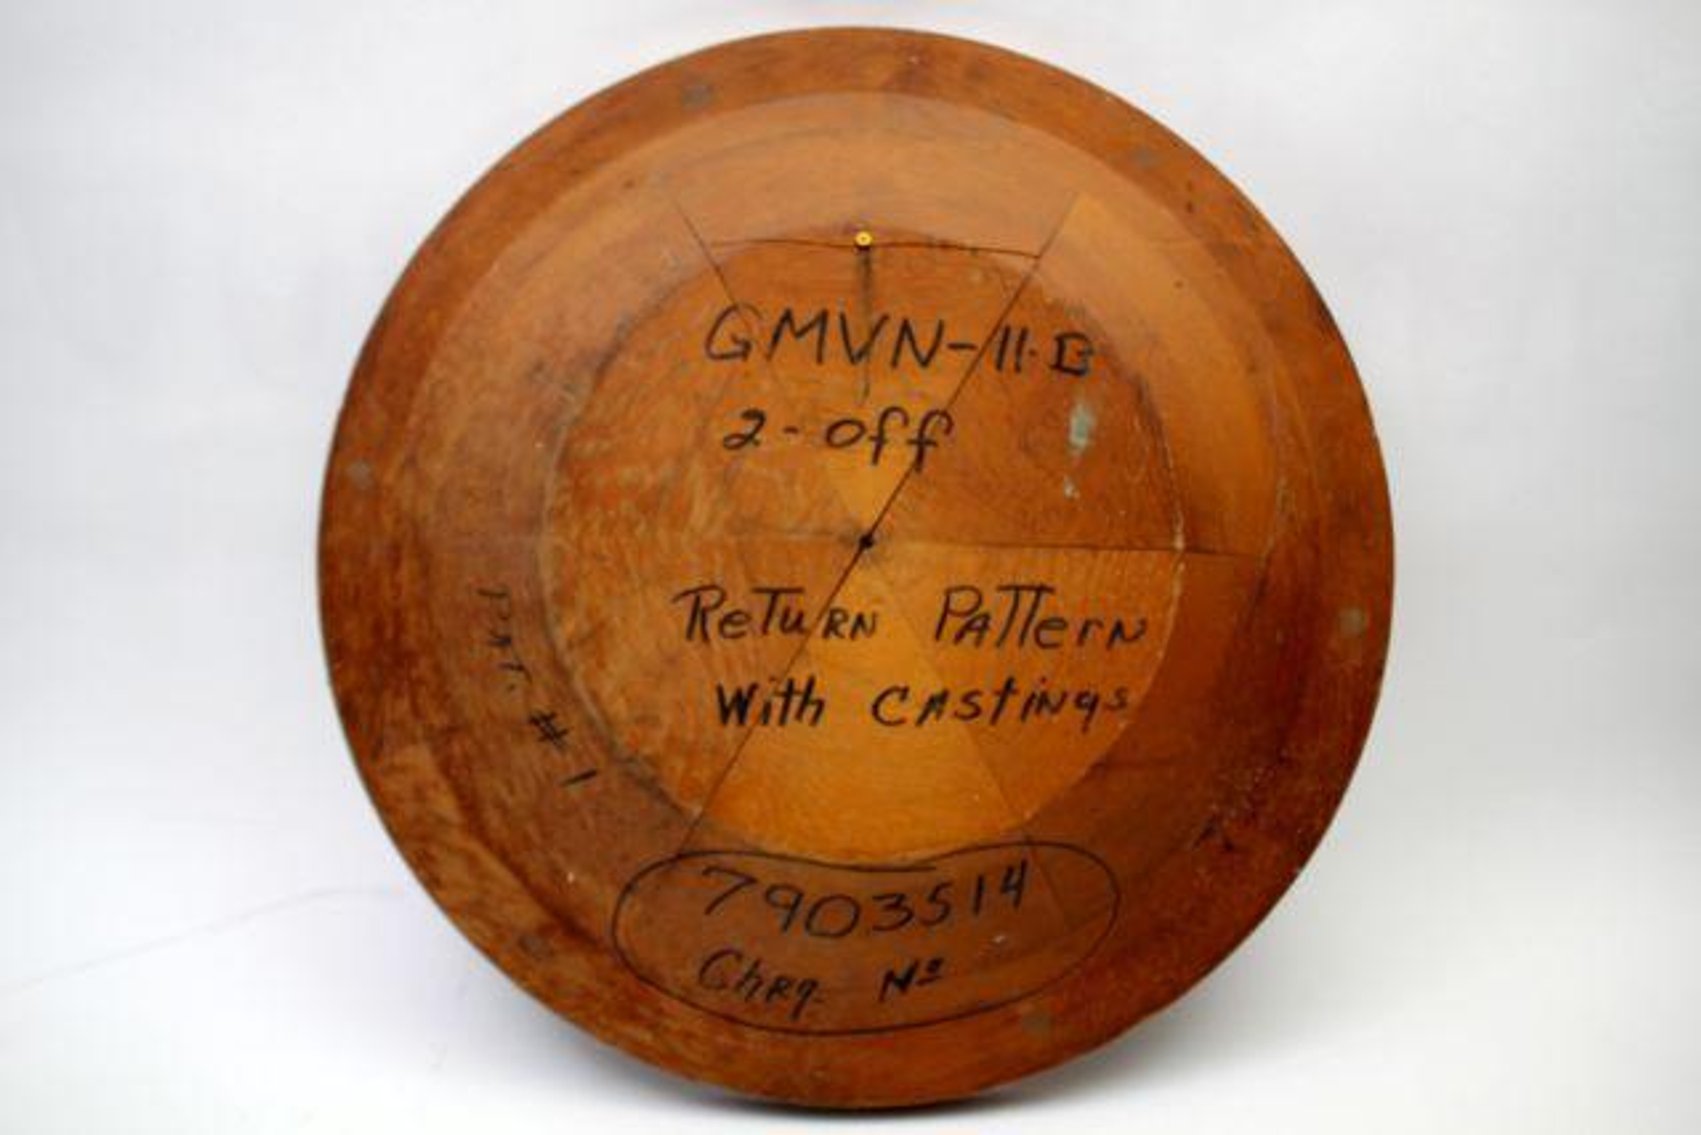 GMVN-11-B
2-off
Return Pattern
With Castings
Pat. #1
7903514
Chrg. Nº